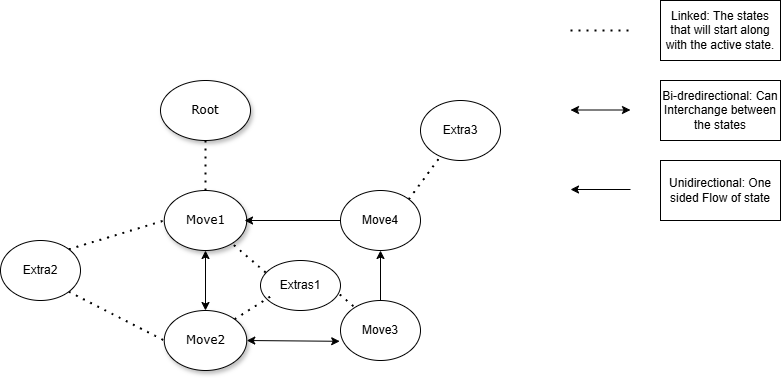 Linked: The states
that will start along
with the active state.
Root
Bi-dredirectional: Can
Interchange between
the states
Extra3
Unidirectional: One
sided Flow of state
Move1
Move4
Extra2
Extras1
Move3
Move2